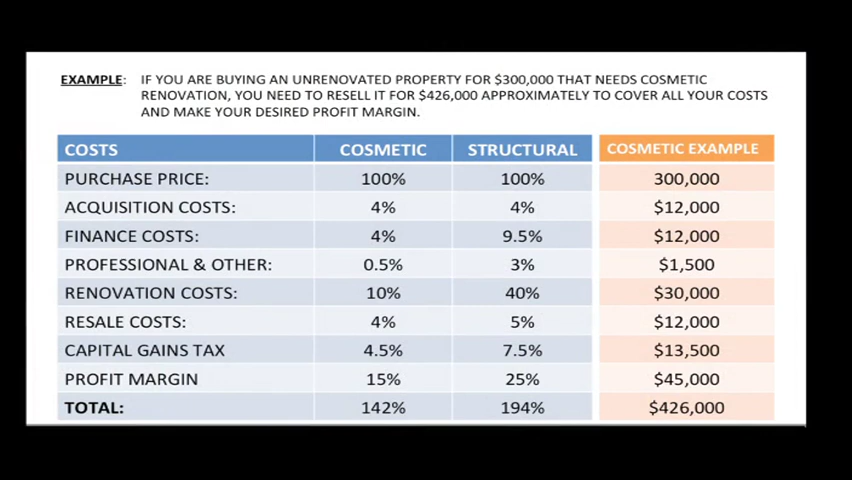 EXAMPLE: IF YOU ARE BUYING AN UNRENOVATED PROPERTY FOR $300,000 THAT NEEDS COSMETIC
RENOVATION, YOU NEED TO RESELL IT FOR $426,000 APPROXIMATELY TO COVER ALL YOUR COSTS
AND MAKE YOUR DESIRED PROFIT MARGIN.
COSTS COSMETIC STRUCTURAL COSMETIC EXAMPLE
PURCHASE PRICE: 100% 100% 300,000
ACQUISITION COSTS: 4% 4% $12,000
FINANCE COSTS: 4% 9.5% $12,000
PROFESSIONAL & OTHER: 0.5% 3% $1,500
RENOVATION COSTS: 10% 40% $30,000
RESALE COSTS: 4% 5% $12,000
CAPITAL GAINS TAX 4.5% 7.5% $13,500
PROFIT MARGIN 15% 25% $45,000
TOTAL: 142% 194% $426,000